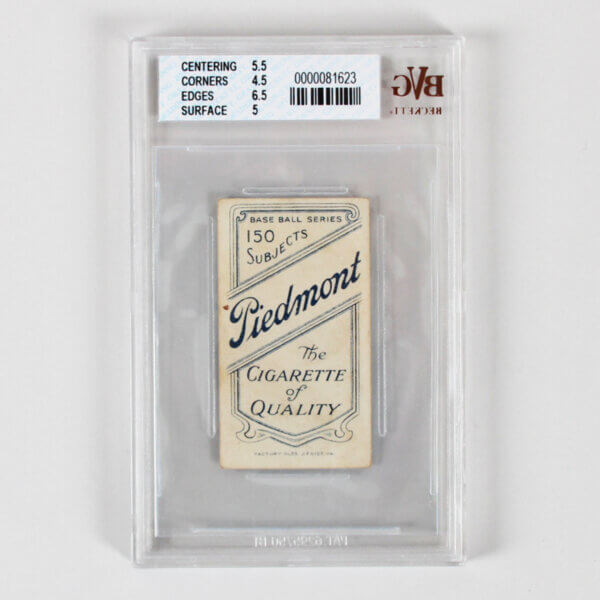 CENTERING 5.5
CORNERS 4.5
EDGES 6.5
SURFACE 5
0000081623
BVG
BECKETT
BASE BALL SERIES
150
SUBJECTS
Piedmont
The
CIGARETTE
of
QUALITY
FACTORY